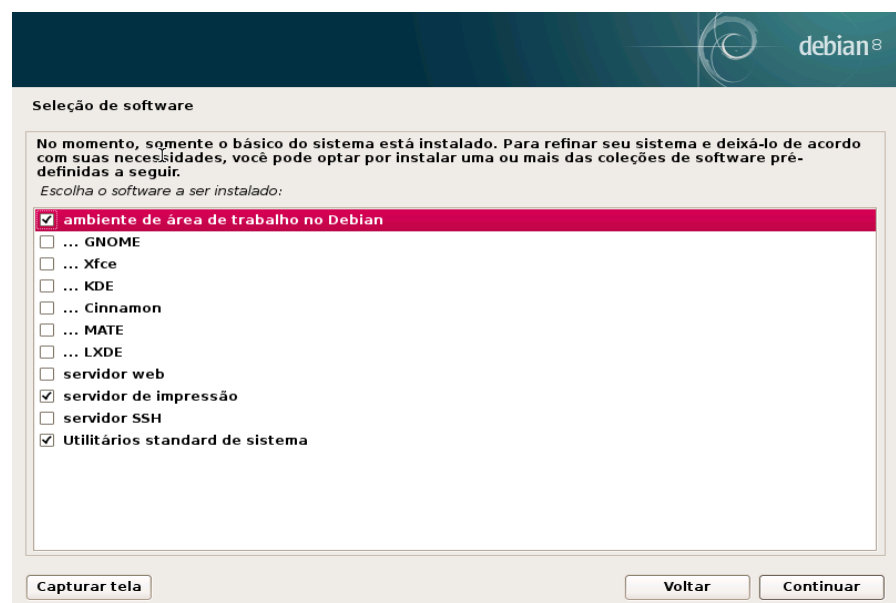 debian 8
Seleção de software
No momento, somente o básico do sistema está instalado. Para refinar seu sistema e deixá-lo de acordo
com suas necessidades, você pode optar por instalar uma ou mais das coleções de software pré-
definidas a seguir.
Escolha o software a ser instalado:
ambiente de área de trabalho no Debian
... GNOME
... Xfce
... KDE
... Cinnamon
... MATE
... LXDE
servidor web
servidor de impressão
servidor SSH
Utilitários standard de sistema
Capturar tela
Voltar
Continuar